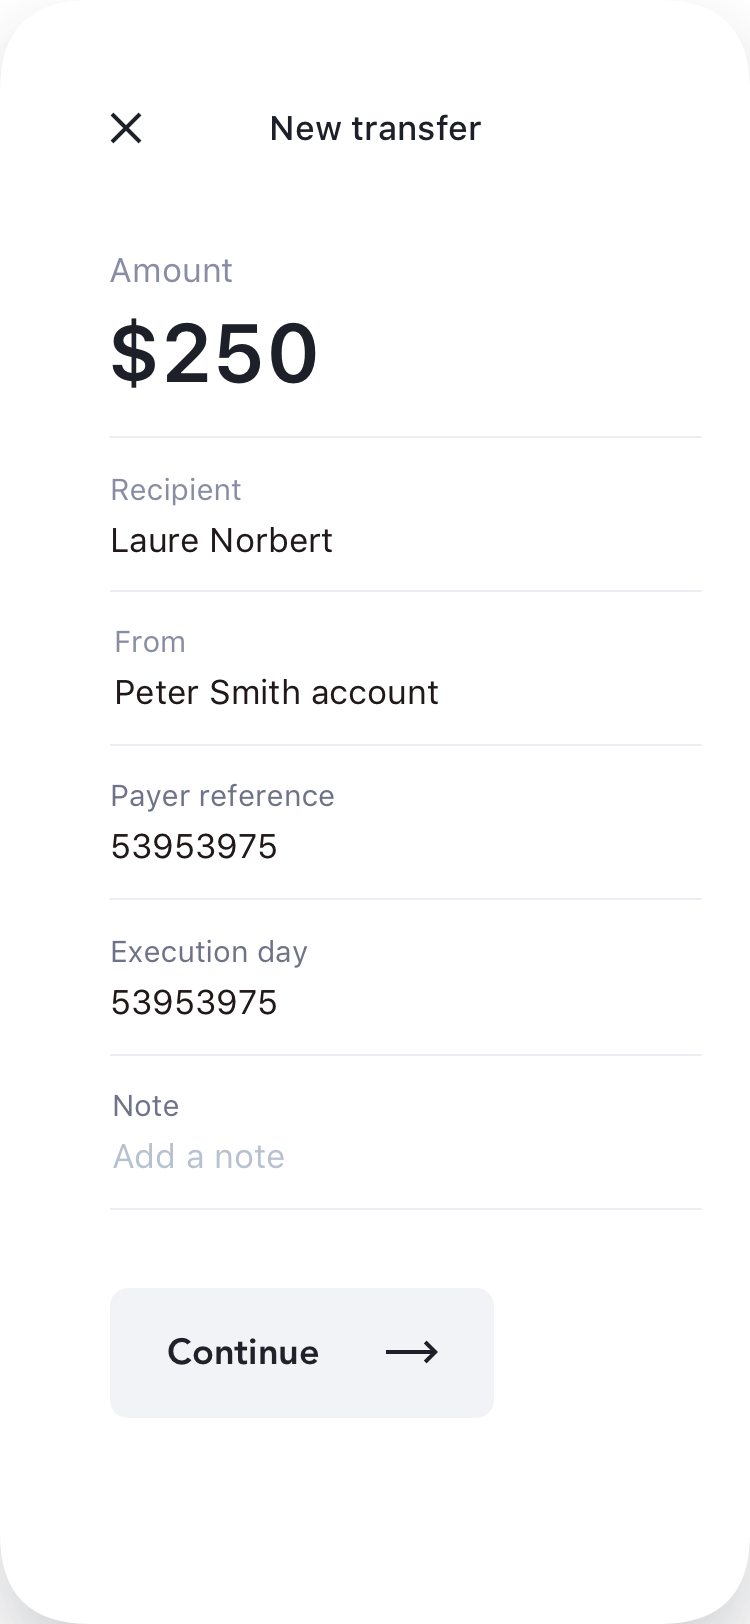 New transfer
Amount
$250
Recipient
Laure Norbert
From
Peter Smith account
Payer reference
53953975
Execution day
53953975
Note
Add a note
Continue